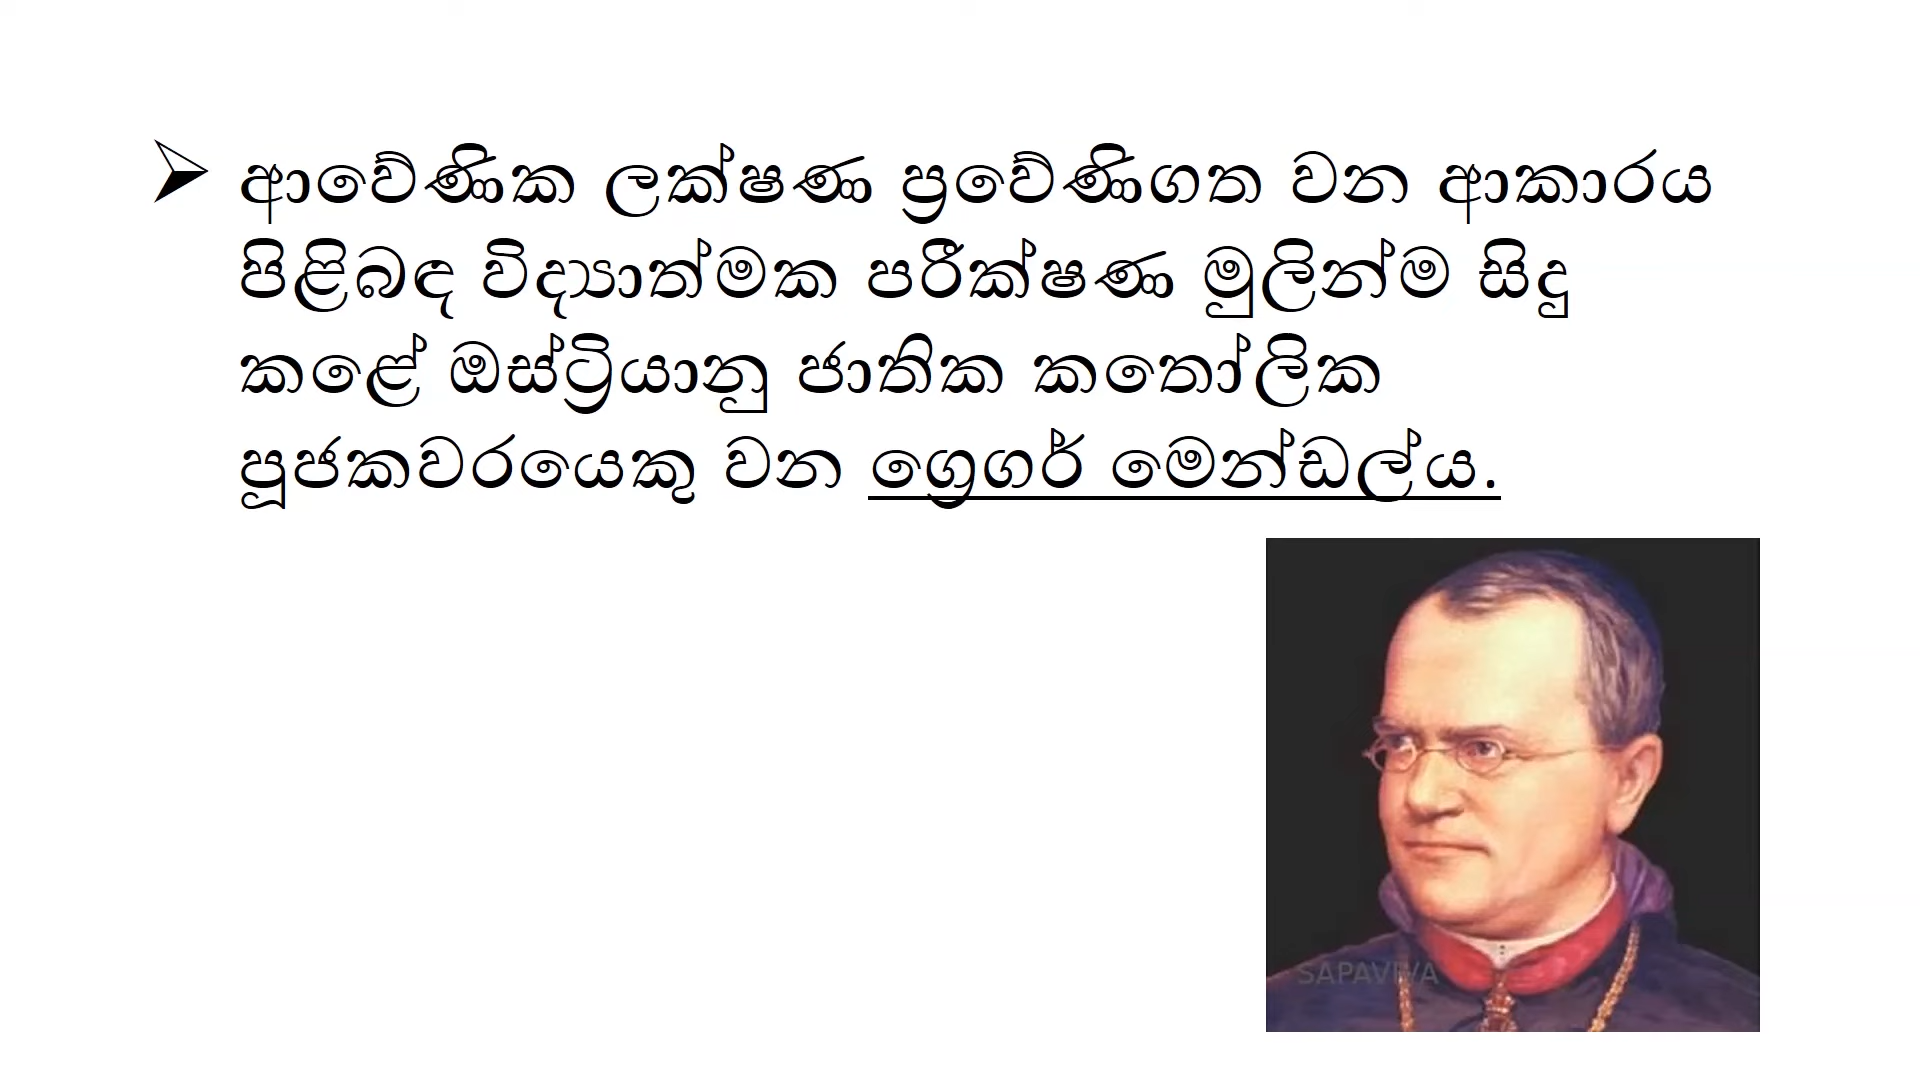 ආවේණික ලක්ෂණ ප්‍රවේණිගත වන ආකාරය
පිළිබඳ විද්‍යාත්මක පරීක්ෂණ මුලින්ම සිදු
කළේ ඔස්ට්‍රියානු ජාතික කතෝලික
පූජකවරයෙකු වන ග්‍රෙගර් මෙන්ඩල්ය.
SAPAVIVA